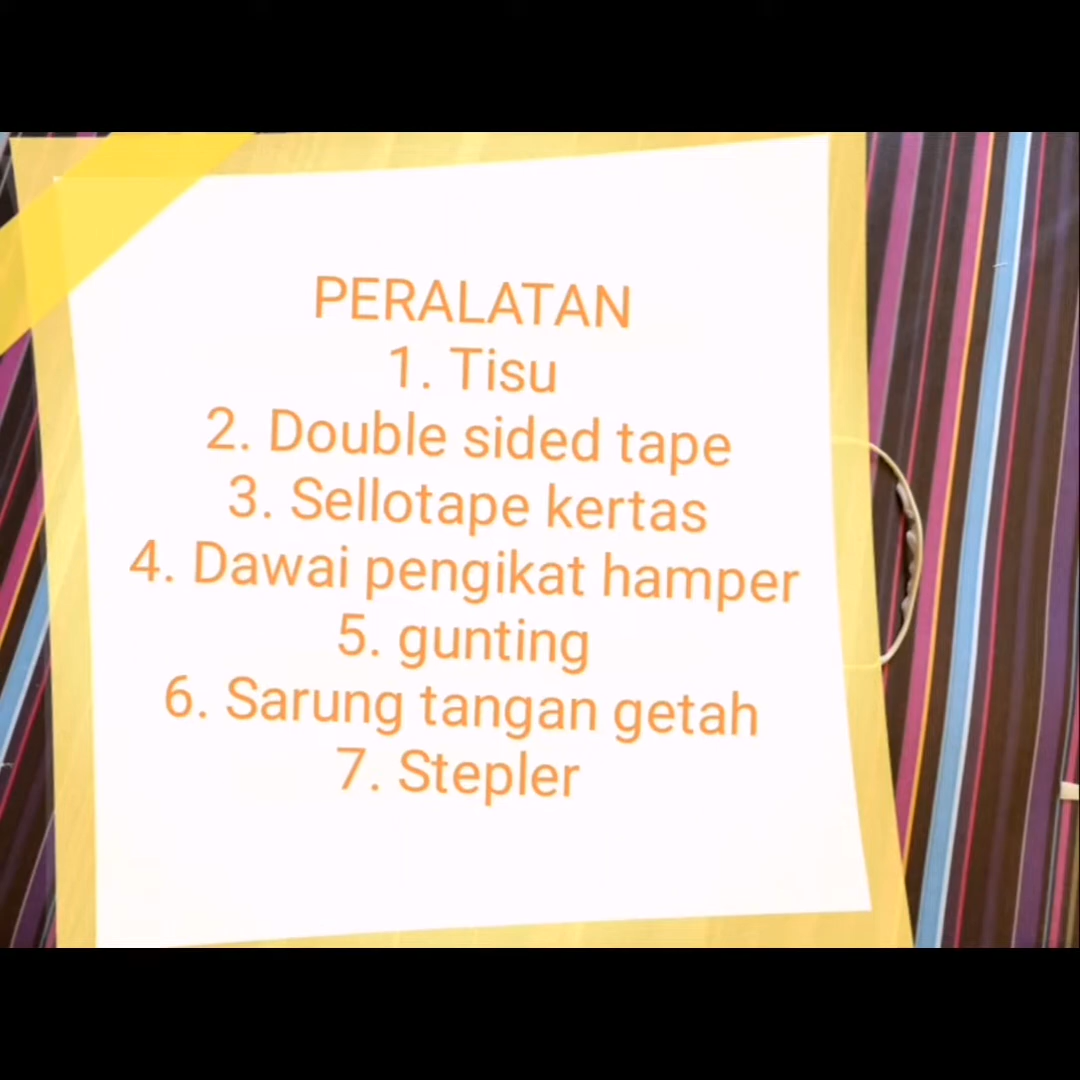 PERALATAN
1. Tisu
2. Double sided tape
3. Sellotape kertas
4. Dawai pengikat hamper
5. gunting
6. Sarung tangan getah
7. Stepler